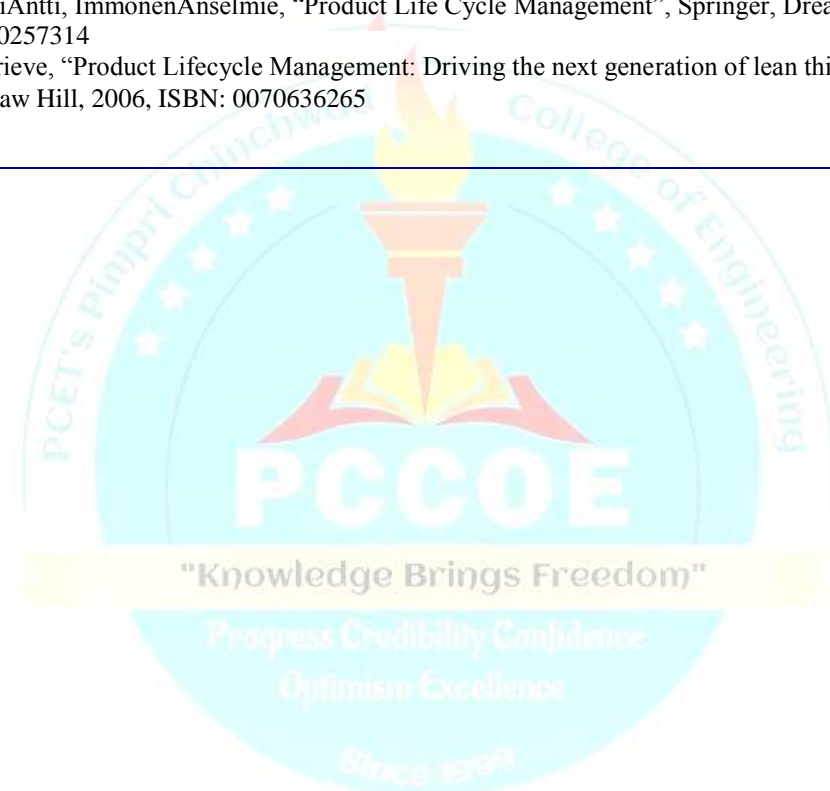 iAntti, ImmonenAnselmie, “Product Life Cycle Management”, Springer, Drea
0257314
rieve, “Product Lifecycle Management: Driving the next generation of lean thi
aw Hill, 2006, ISBN: 0070636265
PCET's Pimpri Chinchwad College of Engineering
PCCOE
"Knowledge Brings Freedom"
Progress Credibility Confidence
Optimism Excellence
Since 1999